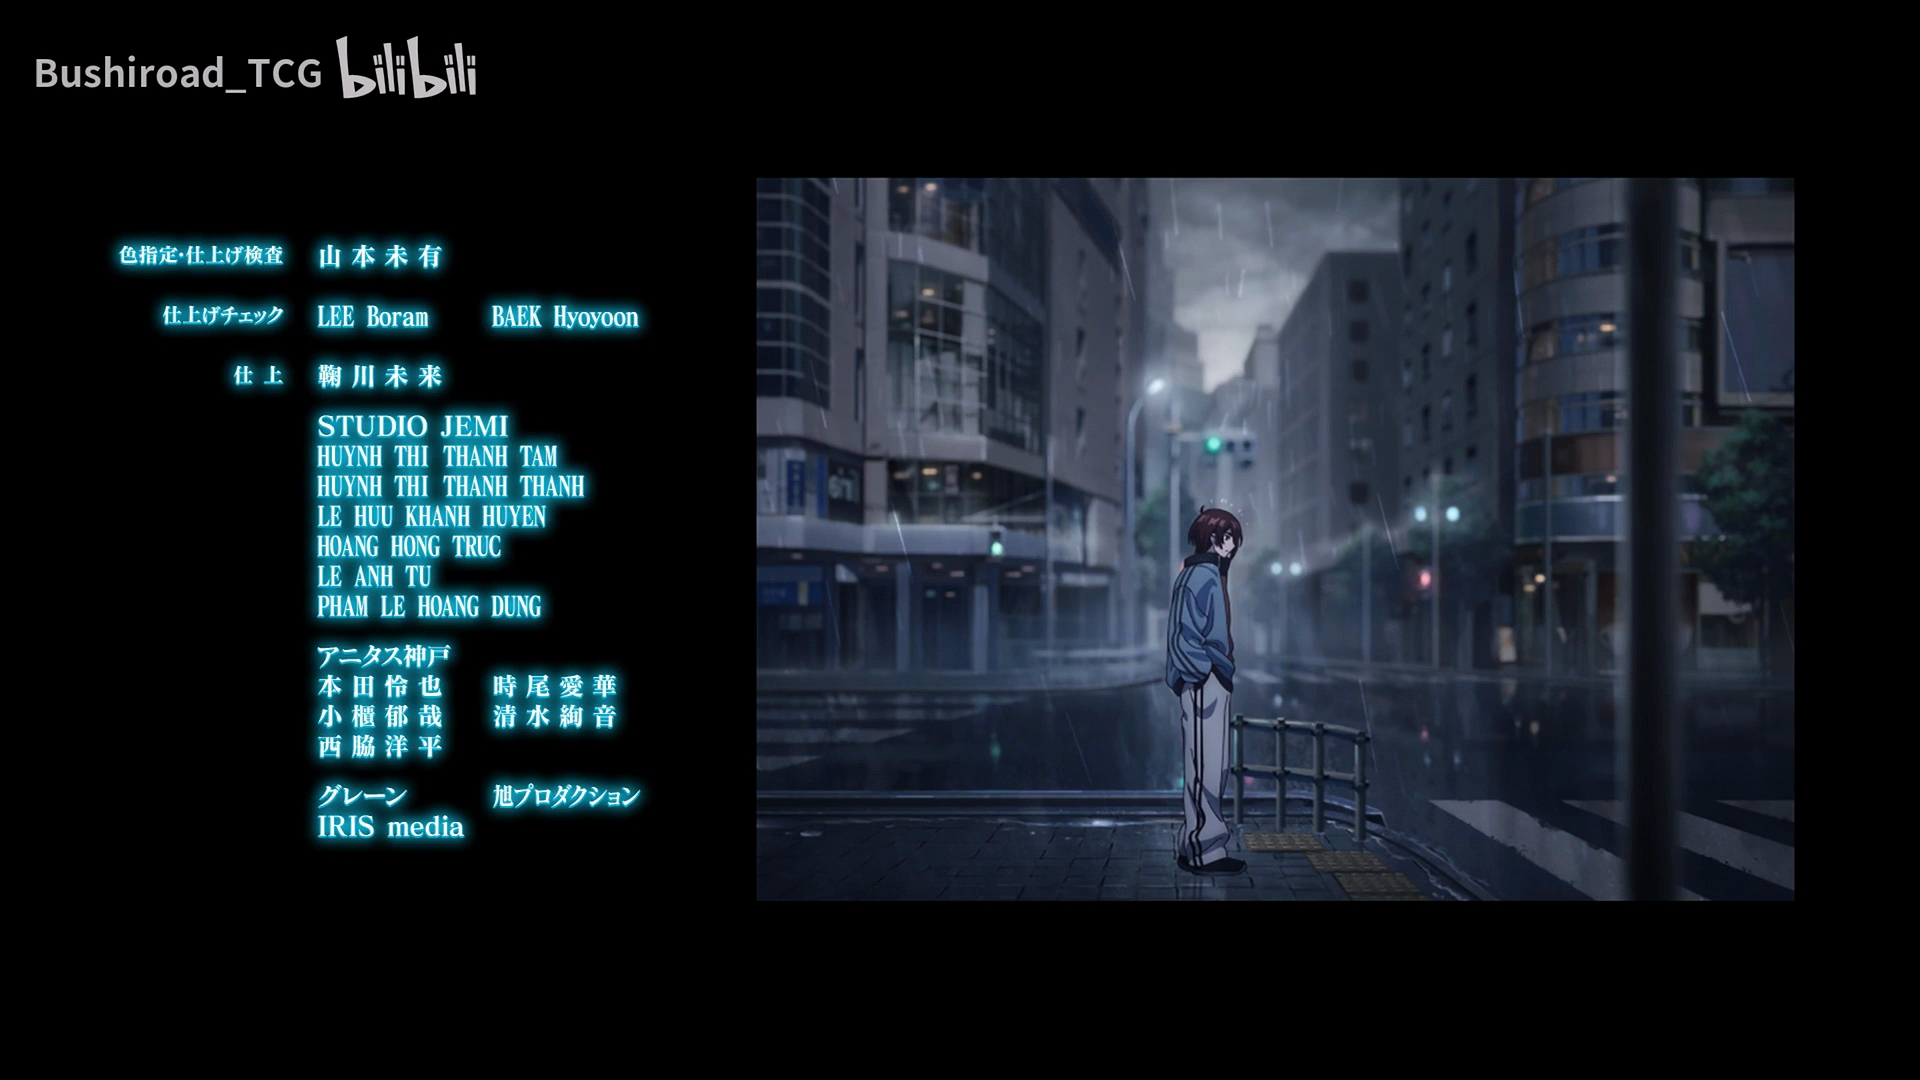 Bushiroad_TCG bilibili
色指定・仕上げ検査 山本未有
仕上げチェック LEE Boram BAEK Hyoyoon
仕上 鞠川未来
STUDIO JEMI
HUYNH THI THANH TAM
HUYNH THI THANH THANH
LE HUU KHANH HUYEN
HOANG HONG TRUC
LE ANH TU
PHAM LE HOANG DUNG
アニタス神戸
本田怜也 時尾愛華
小櫃郁哉 清水絢音
西脇洋平
グレーン 旭プロダクション
IRIS media